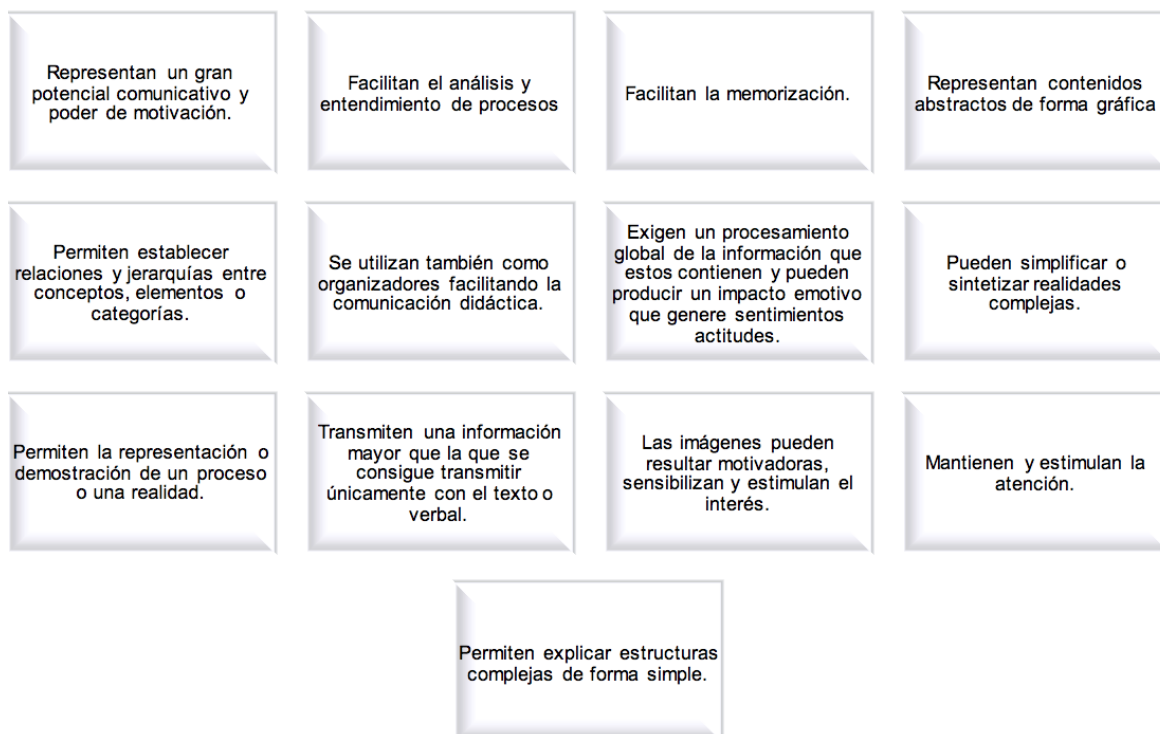 Representan un gran
potencial comunicativo y
poder de motivación.
Facilitan el análisis y
entendimiento de procesos
Facilitan la memorización.
Representan contenidos
abstractos de forma gráfica
Permiten establecer
relaciones y jerarquías entre
conceptos, elementos o
categorías.
Se utilizan también como
organizadores facilitando la
comunicación didáctica.
Exigen un procesamiento
global de la información que
estos contienen y pueden
producir un impacto emotivo
que genere sentimientos
actitudes.
Pueden simplificar o
sintetizar realidades
complejas.
Permiten la representación o
demostración de un proceso
o una realidad.
Transmiten una información
mayor que la que se
consigue transmitir
únicamente con el texto o
verbal.
Las imágenes pueden
resultar motivadoras,
sensibilizan y estimulan el
interés.
Mantienen y estimulan la
atención.
Permiten explicar estructuras
complejas de forma simple.